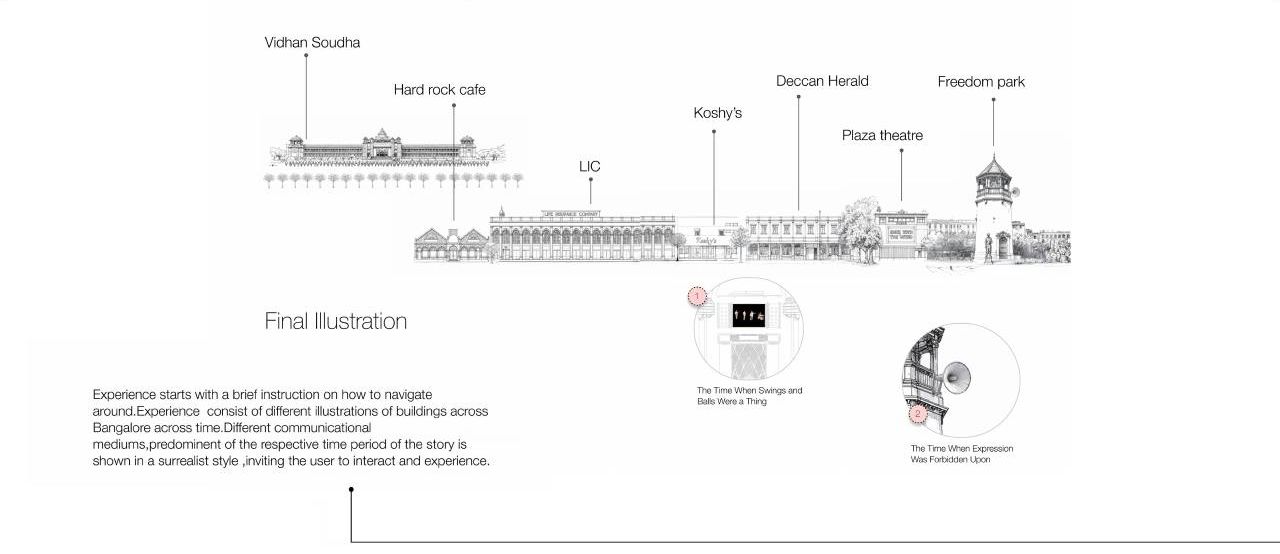 Vidhan Soudha
Hard rock cafe
LIC
Koshy's
Deccan Herald
Plaza theatre
Freedom park
LIFE INSURANCE COMPANY
Koshy's
Final Illustration
1
The Time When Swings and
Balls Were a Thing
2
The Time When Expression
Was Forbidden Upon
Experience starts with a brief instruction on how to navigate
around.Experience consist of different illustrations of buildings across
Bangalore across time.Different communicational
mediums,predominent of the respective time period of the story is
shown in a surrealist style ,inviting the user to interact and experience.